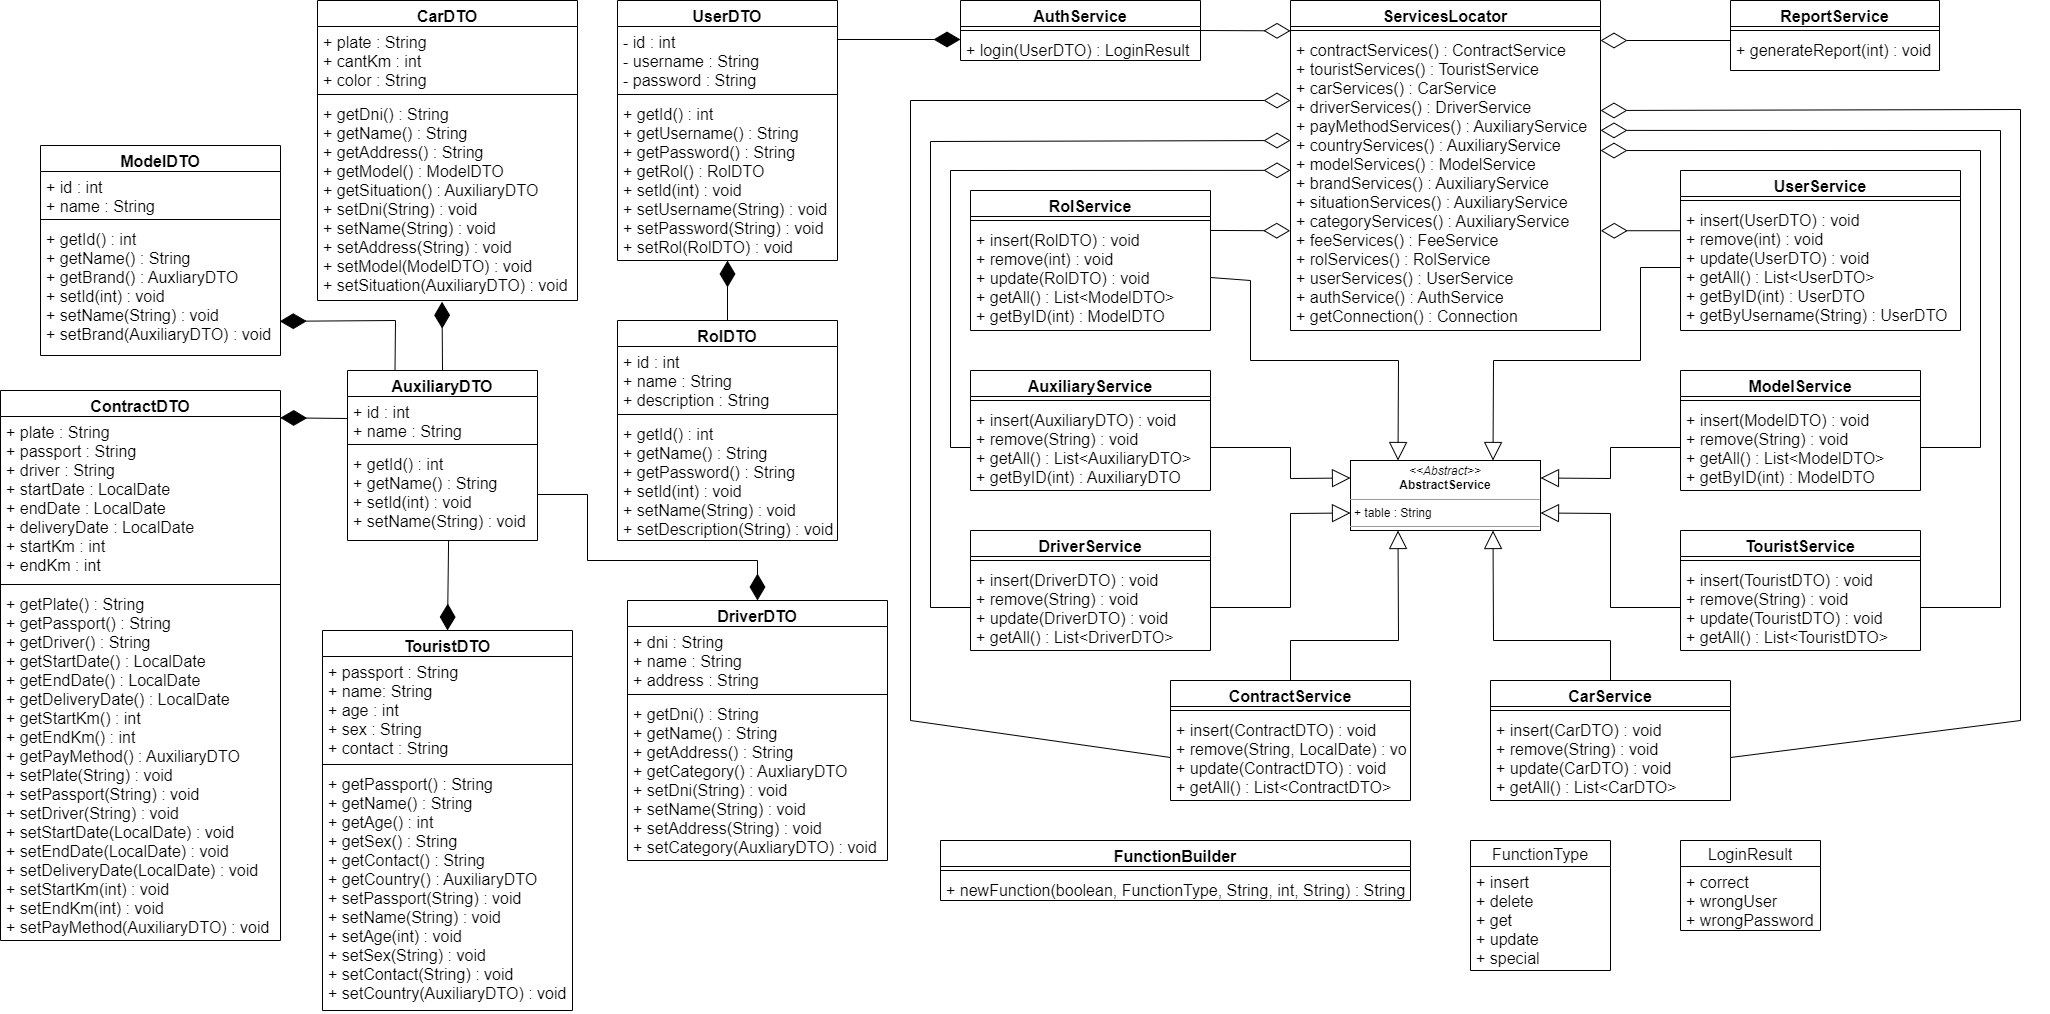 CarDTO
+ plate : String
+ cantKm : int
+ color : String
+ getDni() : String
+ getName() : String
+ getAddress() : String
+ getModel() : ModelDTO
+ getSituation() : AuxiliaryDTO
+ setDni(String) : void
+ setName(String) : void
+ setAddress(String) : void
+ setModel(ModelDTO) : void
+ setSituation(AuxiliaryDTO) : void
UserDTO
- id : int
- username : String
- password : String
+ getId() : int
+ getUsername() : String
+ getPassword() : String
+ getRol() : RolDTO
+ setId(int) : void
+ setUsername(String) : void
+ setPassword(String) : void
+ setRol(RolDTO) : void
AuthService
+ login(UserDTO) : LoginResult
ServicesLocator
+ contractServices() : ContractService
+ touristServices() : TouristService
+ carServices() : CarService
+ driverServices() : DriverService
+ payMethodServices() : AuxiliaryService
+ countryServices() : AuxiliaryService
+ modelServices() : ModelService
+ brandServices() : AuxiliaryService
+ situationServices() : AuxiliaryService
+ categoryServices() : AuxiliaryService
+ feeServices() : FeeService
+ rolServices() : RolService
+ userServices() : UserService
+ authService() : AuthService
+ getConnection() : Connection
ReportService
+ generateReport(int) : void
ModelDTO
+ id : int
+ name : String
+ getId() : int
+ getName() : String
+ getBrand() : AuxliaryDTO
+ setId(int) : void
+ setName(String) : void
+ setBrand(AuxiliaryDTO) : void
RolService
+ insert(RolDTO) : void
+ remove(int) : void
+ update(RolDTO) : void
+ getAll() : List<ModelDTO>
+ getByID(int) : ModelDTO
UserService
+ insert(UserDTO) : void
+ remove(int) : void
+ update(UserDTO) : void
+ getAll() : List<UserDTO>
+ getByID(int) : UserDTO
+ getByUsername(String) : UserDTO
RolDTO
+ id : int
+ name : String
+ description : String
+ getId() : int
+ getName() : String
+ getPassword() : String
+ setId(int) : void
+ setName(String) : void
+ setDescription(String) : void
ContractDTO
+ plate : String
+ passport : String
+ driver : String
+ startDate : LocalDate
+ endDate : LocalDate
+ deliveryDate : LocalDate
+ startKm : int
+ endKm : int
+ getPlate() : String
+ getPassport() : String
+ getDriver() : String
+ getStartDate() : LocalDate
+ getEndDate() : LocalDate
+ getDeliveryDate() : LocalDate
+ getStartKm() : int
+ getEndKm() : int
+ getPayMethod() : AuxiliaryDTO
+ setPlate(String) : void
+ setPassport(String) : void
+ setDriver(String) : void
+ setStartDate(LocalDate) : void
+ setEndDate(LocalDate) : void
+ setDeliveryDate(LocalDate) : void
+ setStartKm(int) : void
+ setEndKm(int) : void
+ setPayMethod(AuxiliaryDTO) : void
AuxiliaryDTO
+ id : int
+ name : String
+ getId() : int
+ getName() : String
+ setId(int) : void
+ setName(String) : void
AuxiliaryService
+ insert(AuxiliaryDTO) : void
+ remove(String) : void
+ getAll() : List<AuxiliaryDTO>
+ getByID(int) : AuxiliaryDTO
ModelService
+ insert(ModelDTO) : void
+ remove(String) : void
+ getAll() : List<ModelDTO>
+ getByID(int) : ModelDTO
<<Abstract>>
AbstractService
+ table : String
DriverService
+ insert(DriverDTO) : void
+ remove(String) : void
+ update(DriverDTO) : void
+ getAll() : List<DriverDTO>
TouristService
+ insert(TouristDTO) : void
+ remove(String) : void
+ update(TouristDTO) : void
+ getAll() : List<TouristDTO>
TouristDTO
+ passport : String
+ name: String
+ age : int
+ sex : String
+ contact : String
+ getPassport() : String
+ getName() : String
+ getAge() : int
+ getSex() : String
+ getContact() : String
+ getCountry() : AuxiliaryDTO
+ setPassport(String) : void
+ setName(String) : void
+ setAge(int) : void
+ setSex(String) : void
+ setContact(String) : void
+ setCountry(AuxiliaryDTO) : void
DriverDTO
+ dni : String
+ name : String
+ address : String
+ getDni() : String
+ getName() : String
+ getAddress() : String
+ getCategory() : AuxliaryDTO
+ setDni(String) : void
+ setName(String) : void
+ setAddress(String) : void
+ setCategory(AuxliaryDTO) : void
ContractService
+ insert(ContractDTO) : void
+ remove(String, LocalDate) : vo
+ update(ContractDTO) : void
+ getAll() : List<ContractDTO>
CarService
+ insert(CarDTO) : void
+ remove(String) : void
+ update(CarDTO) : void
+ getAll() : List<CarDTO>
FunctionBuilder
+ newFunction(boolean, FunctionType, String, int, String) : String
FunctionType
+ insert
+ delete
+ get
+ update
+ special
LoginResult
+ correct
+ wrongUser
+ wrongPassword